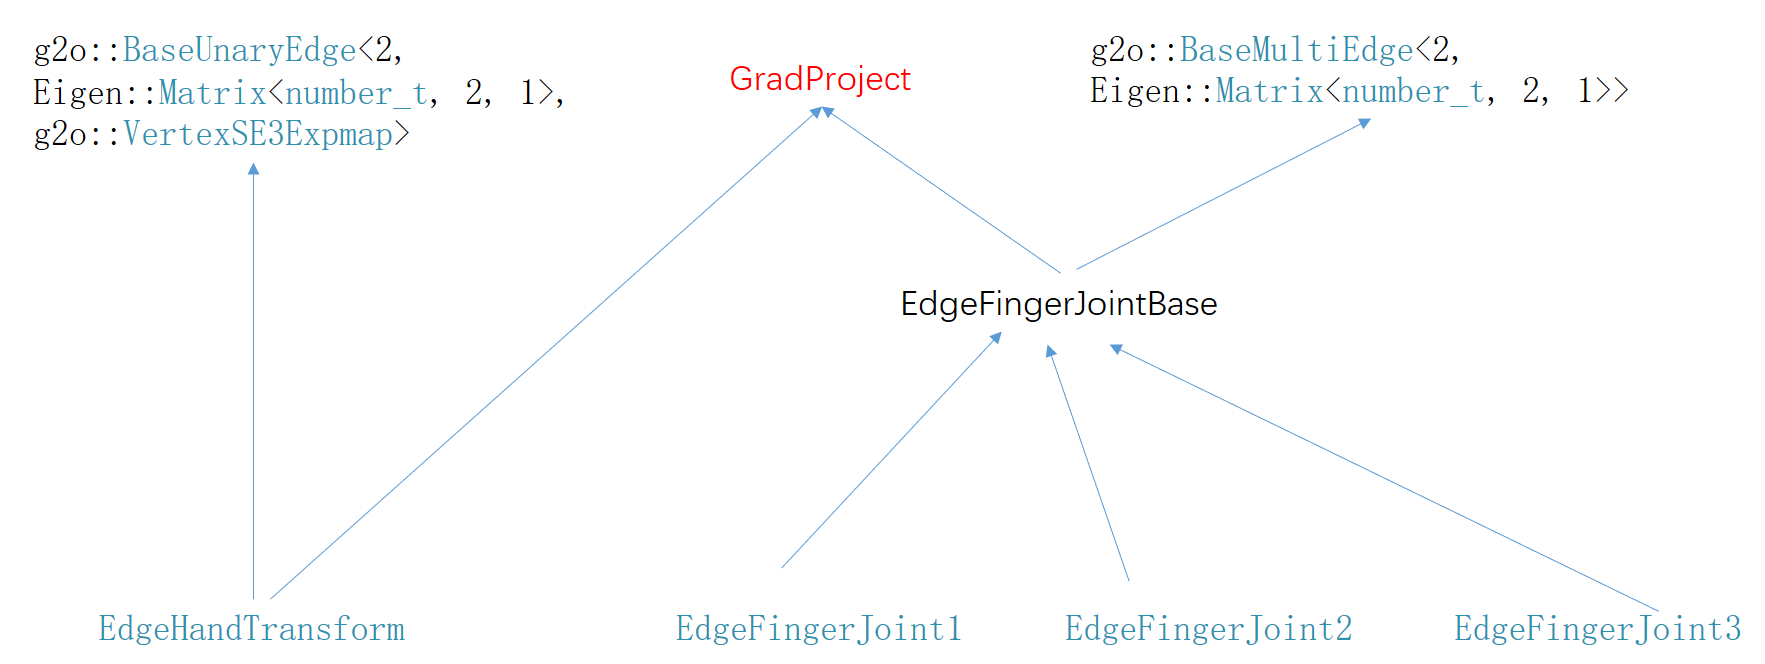 g2o::BaseUnaryEdge<2,
Eigen::Matrix<number_t, 2, 1>,
g2o::VertexSE3Expmap>
GradProject
g2o::BaseMultiEdge<2,
Eigen::Matrix<number_t, 2, 1>>
EdgeFingerJointBase
EdgeHandTransform
EdgeFingerJoint1
EdgeFingerJoint2
EdgeFingerJoint3